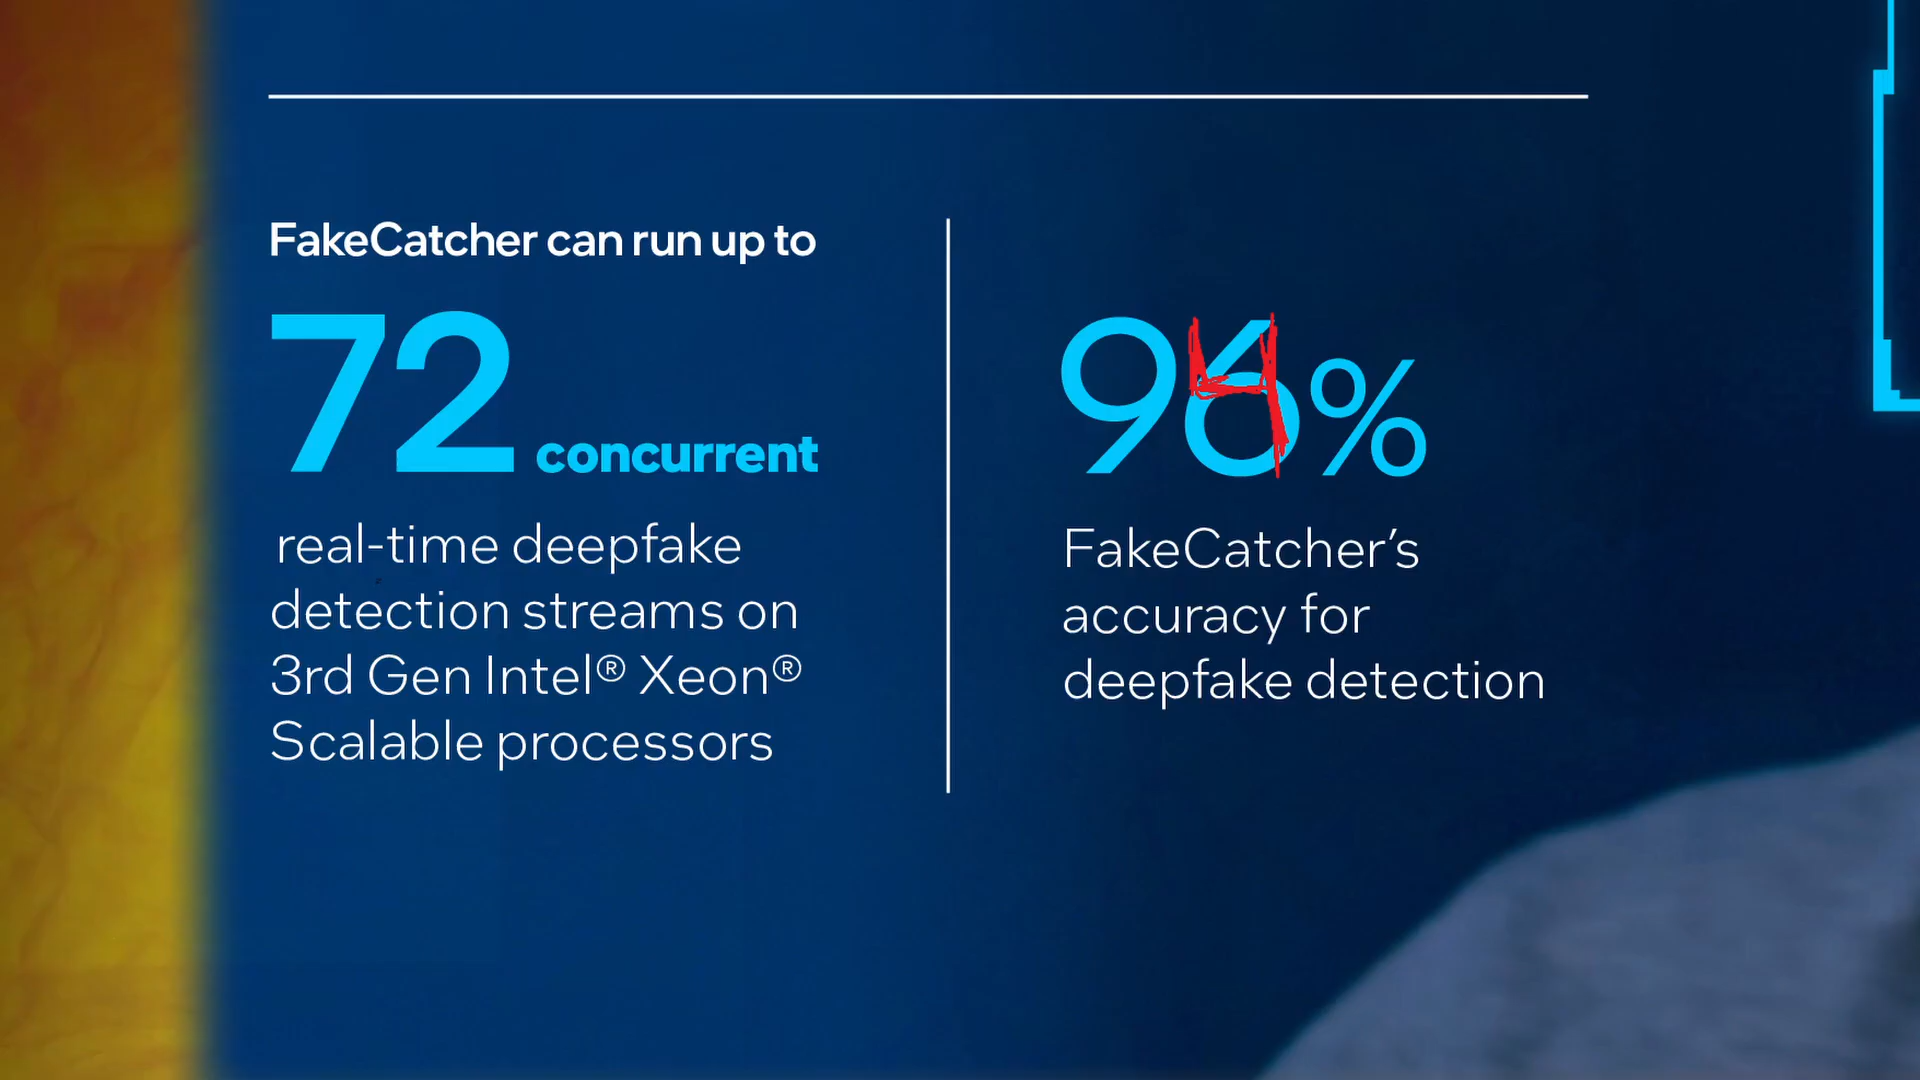 FakeCatcher can run up to
72 concurrent
real-time deepfake
detection streams on
3rd Gen Intel® Xeon®
Scalable processors
96%
4
FakeCatcher’s
accuracy for
deepfake detection